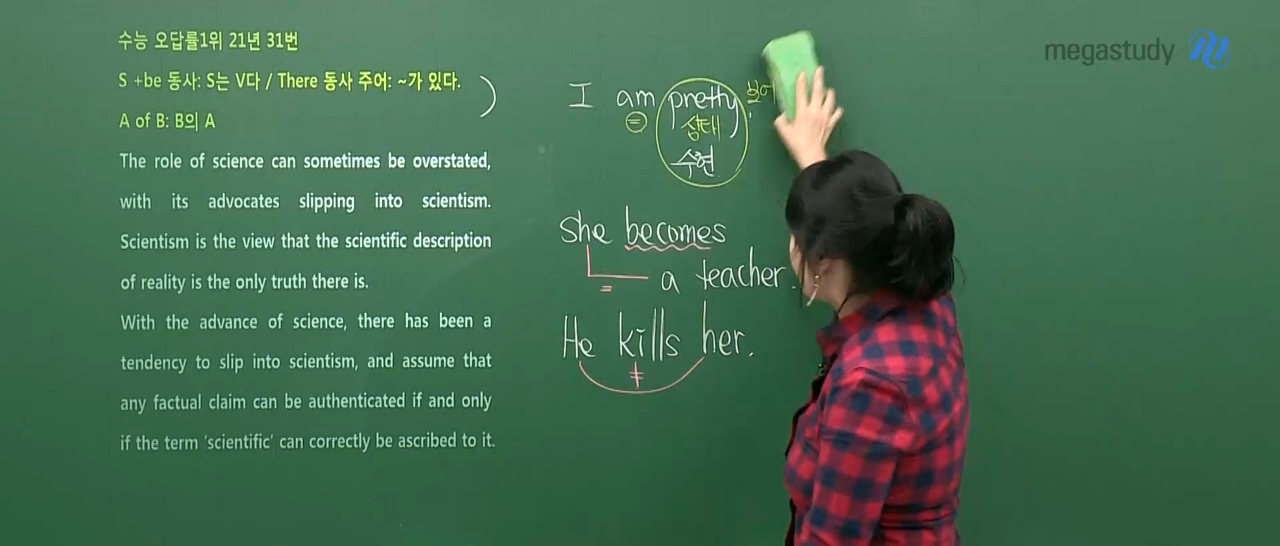 수능 오답률1위 21년 31번
S +be 동사: S는 V다 / There 동사 주어: ~가 있다.
A of B: B의 A
The role of science can sometimes be overstated,
with its advocates slipping into scientism.
Scientism is the view that the scientific description
of reality is the only truth there is.
With the advance of science, there has been a
tendency to slip into scientism, and assume that
any factual claim can be authenticated if and only
if the term ‘scientific’ can correctly be ascribed to it.
megastudy
I am pretty
=
상태
수현
She becomes
= a teacher.
He kills her.
≠